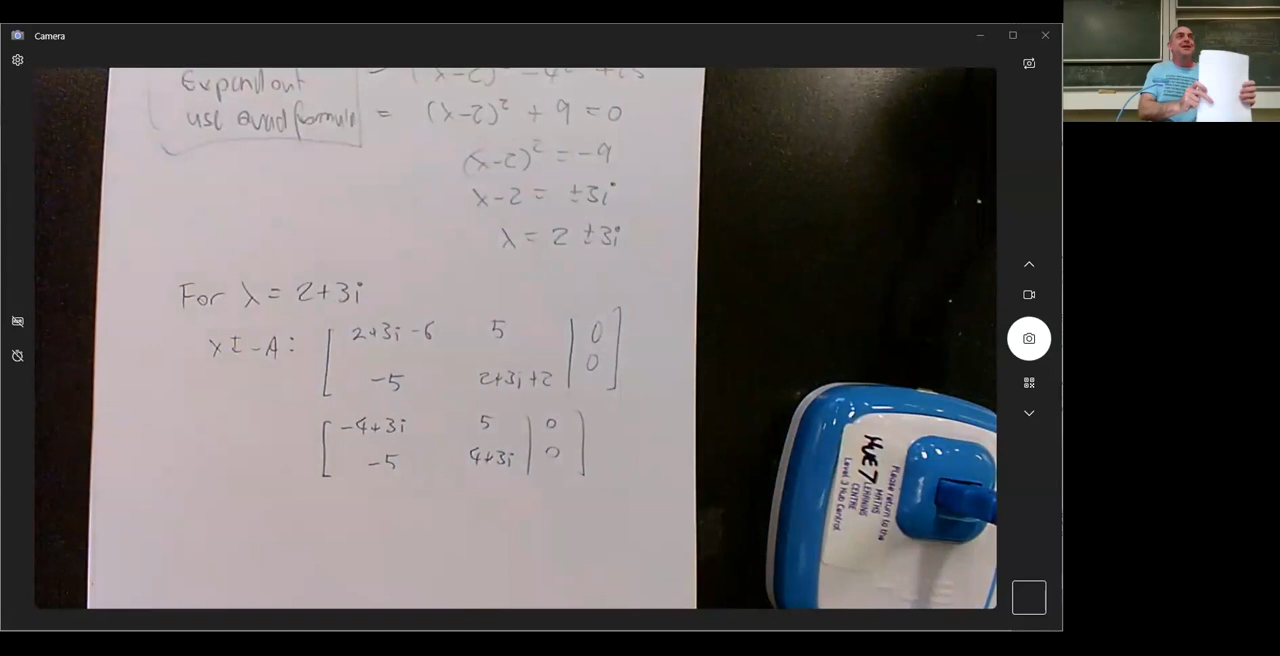 Camera
Expand out
use quad formula = (λ-2)² + 9 = 0
(λ-2)² = -9
λ-2 = ±3i
λ = 2 ±3i
For λ = 2+3i
λI-A: [ 2+3i-6 5 | 0 ]
[ -5 2+3i+2 | 0 ]
[ -4+3i 5 | 0 ]
[ -5 4+3i | 0 ]
HUE 7
Please return to the
MATHS
LEARNING
CENTRE
Level 3 Hub Central